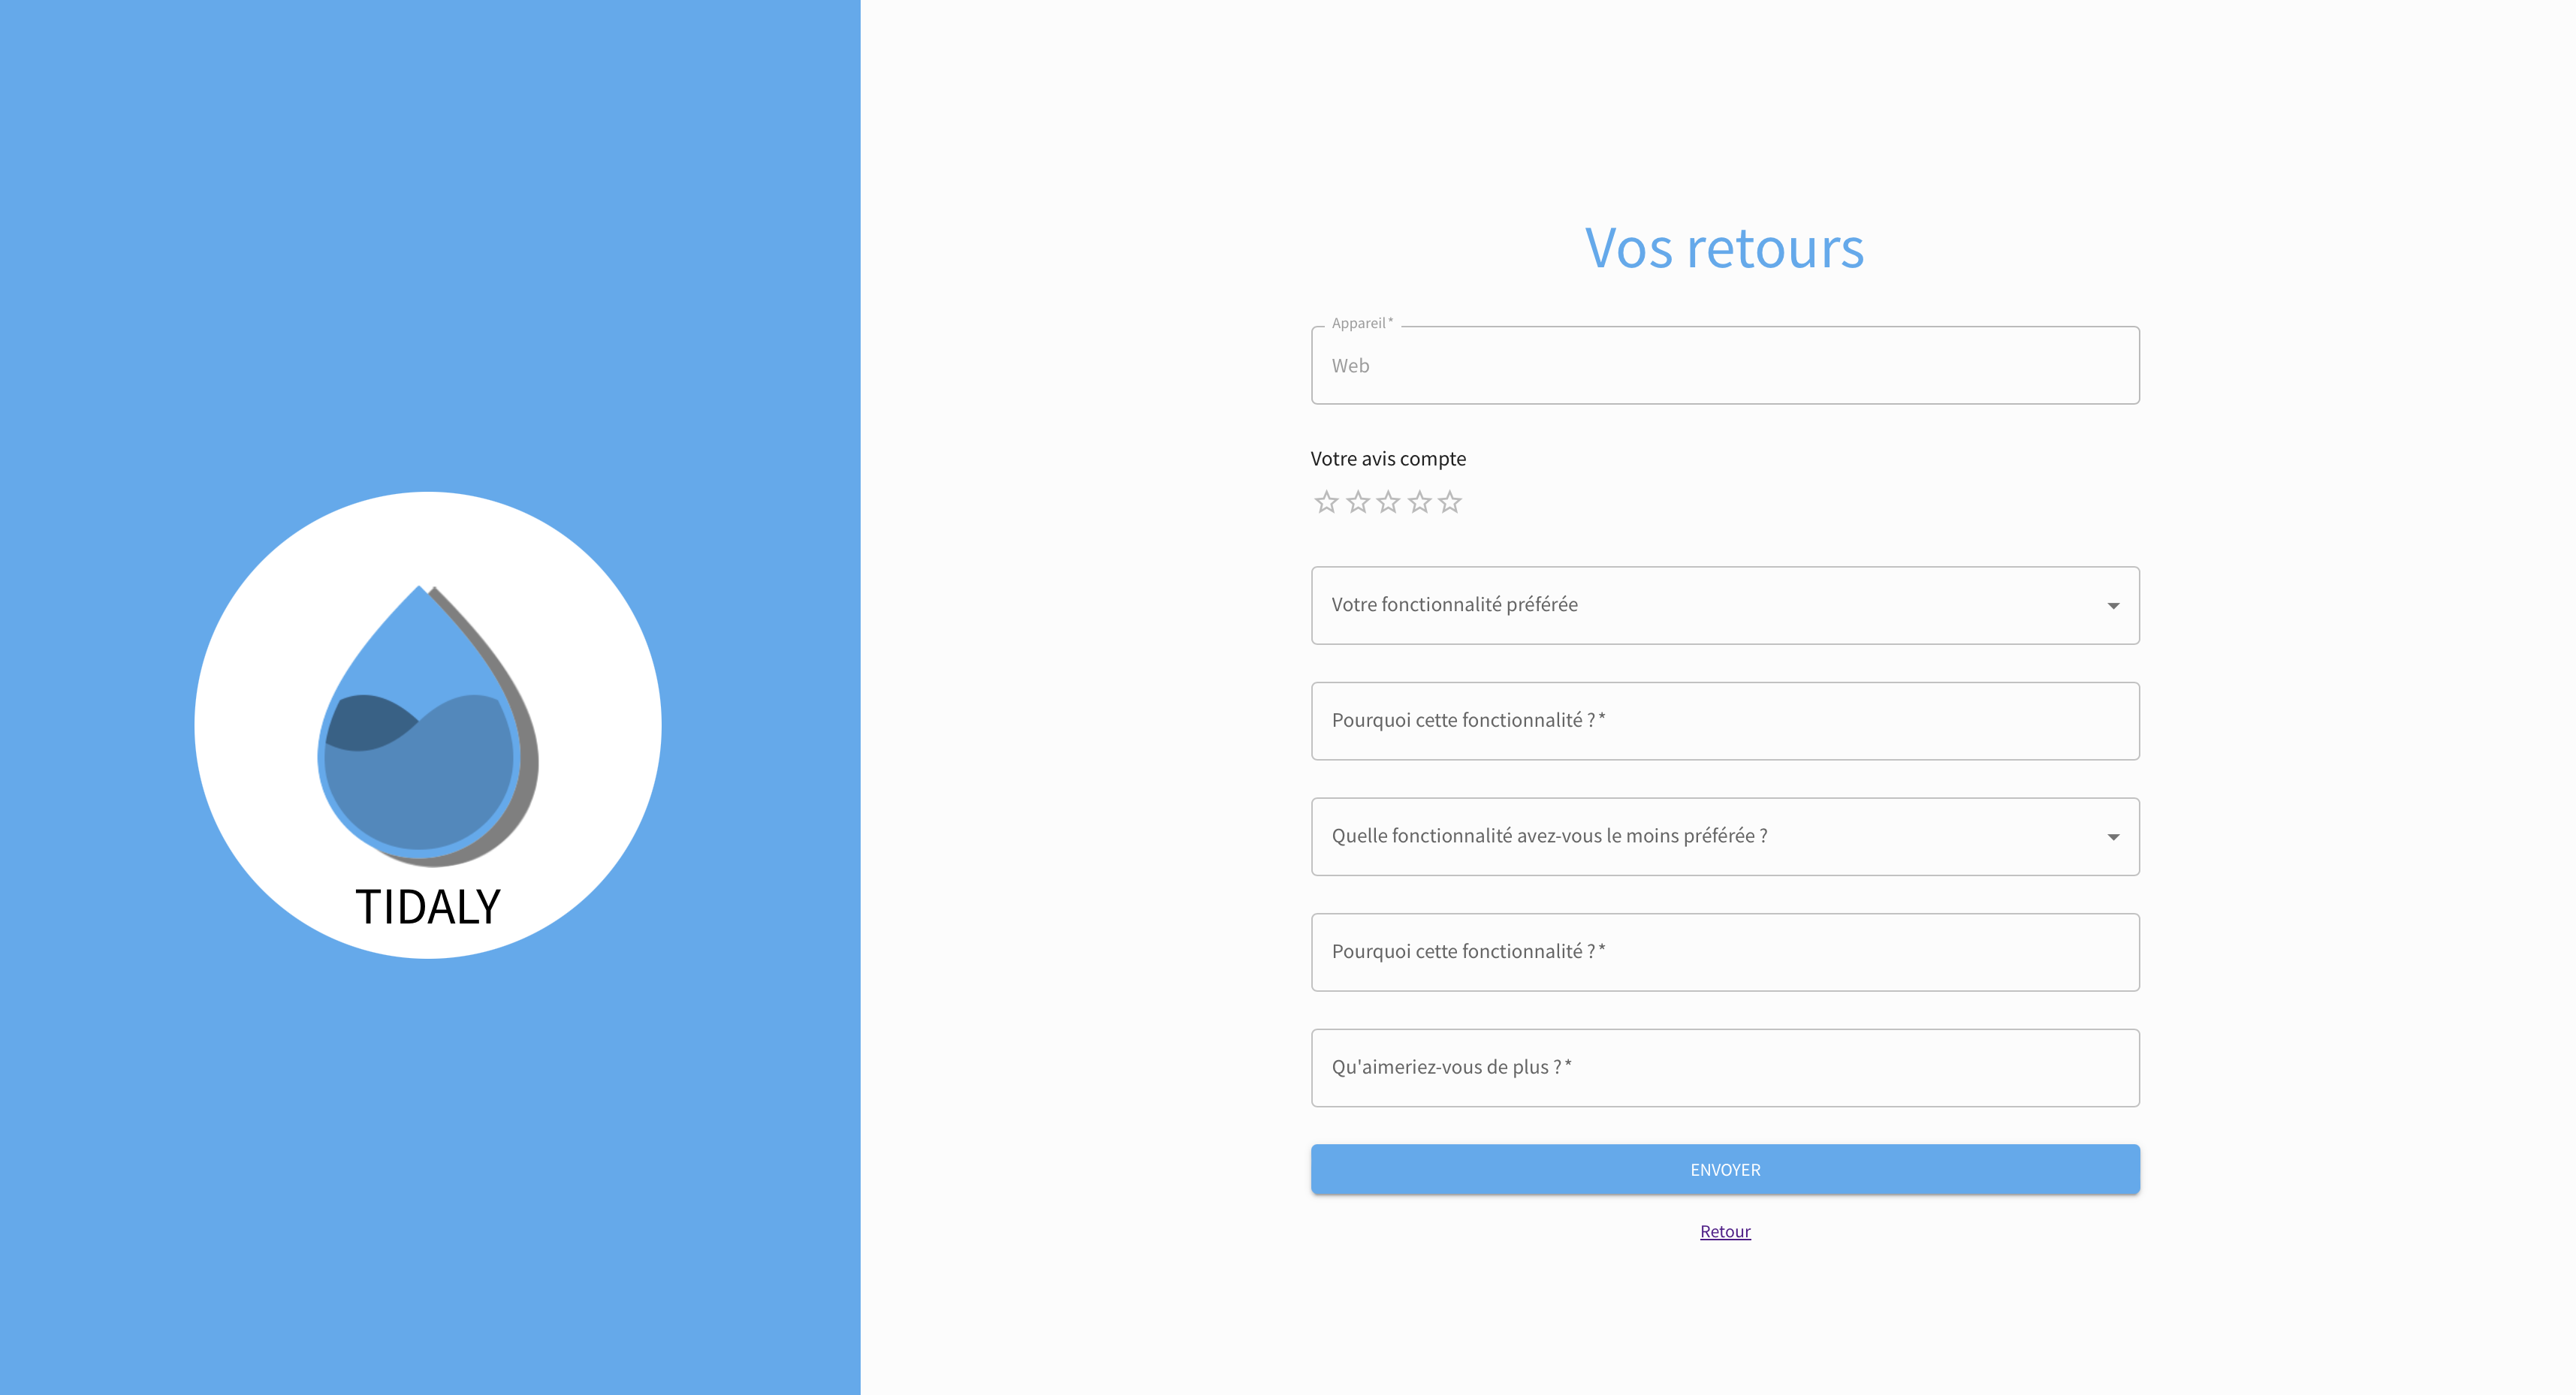 TIDALY
Vos retours
Appareil *
Web
Votre avis compte
Votre fonctionnalité préférée
Pourquoi cette fonctionnalité ? *
Quelle fonctionnalité avez-vous le moins préférée ?
Pourquoi cette fonctionnalité ? *
Qu'aimeriez-vous de plus ? *
ENVOYER
Retour